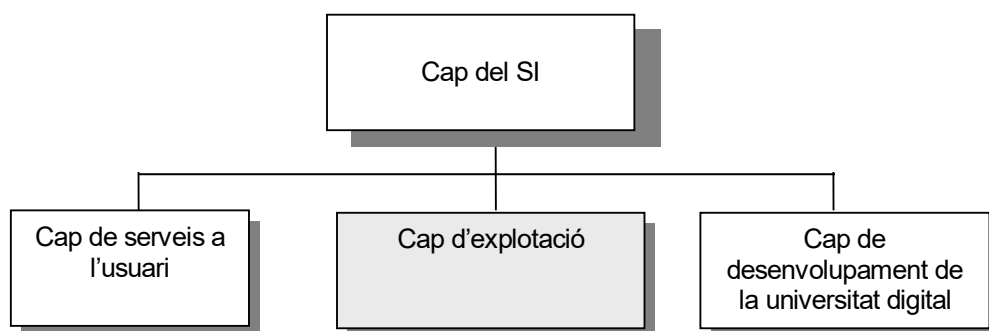 Cap del SI
Cap de serveis a
l’usuari
Cap d’explotació
Cap de
desenvolupament de
la universitat digital